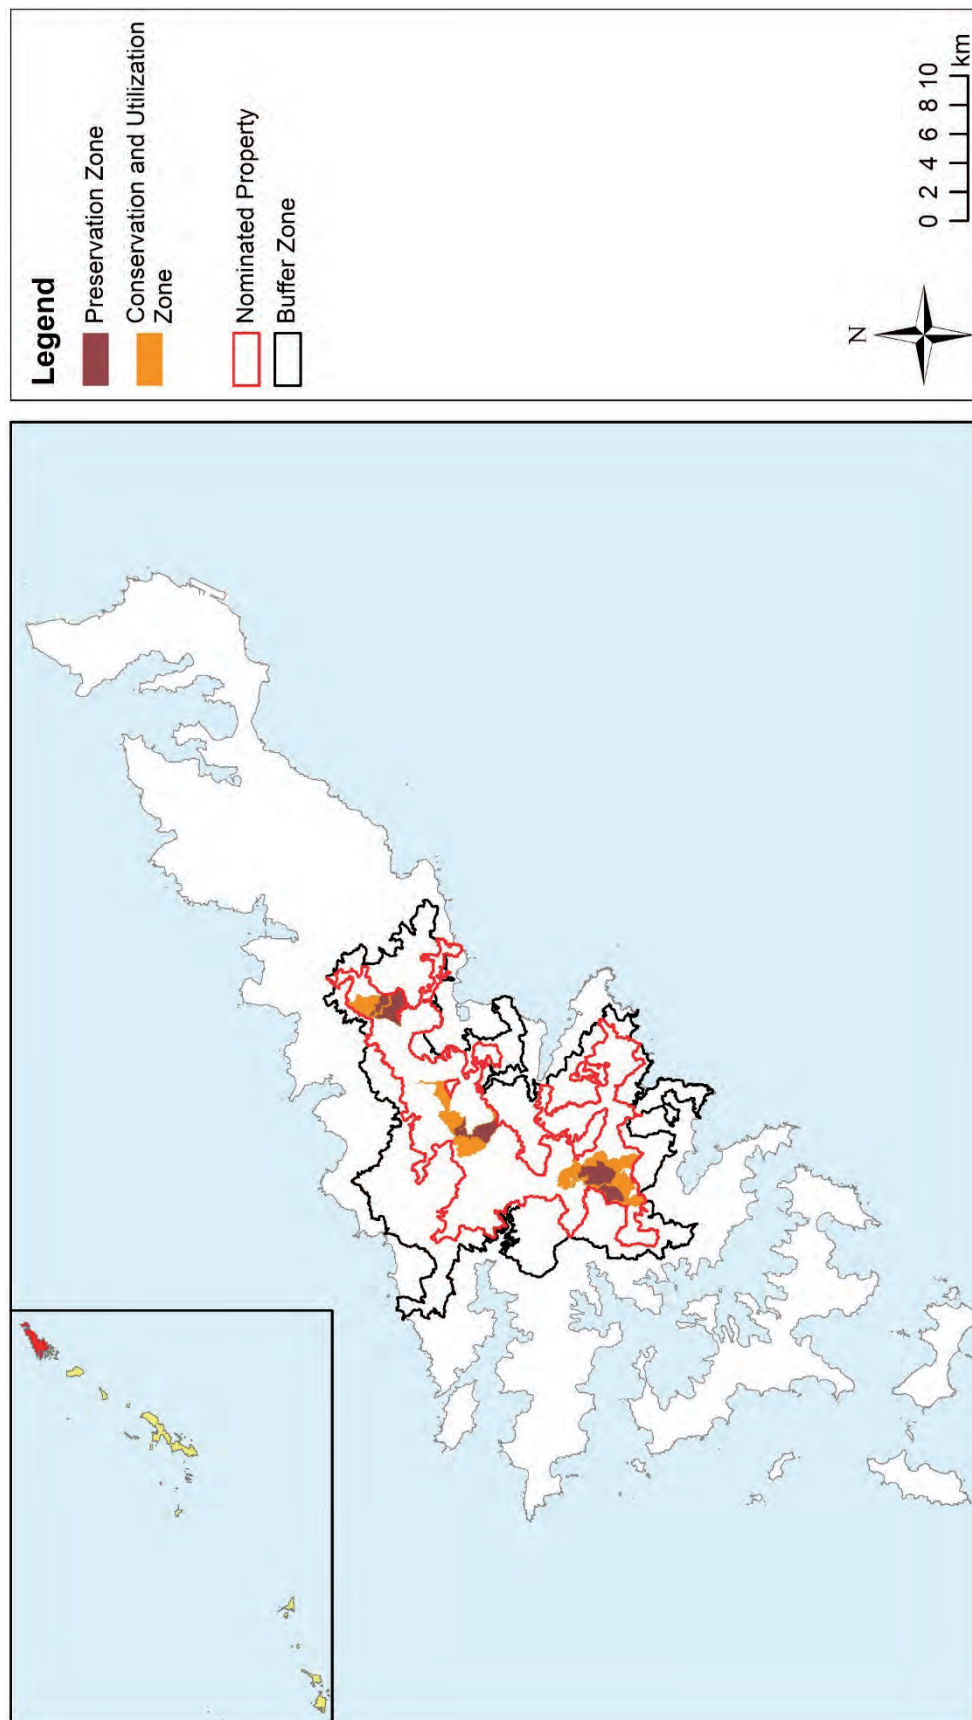 Legend
Preservation Zone
Conservation and Utilization
Zone
Nominated Property
Buffer Zone
N
0 2 4 6 8 10
km